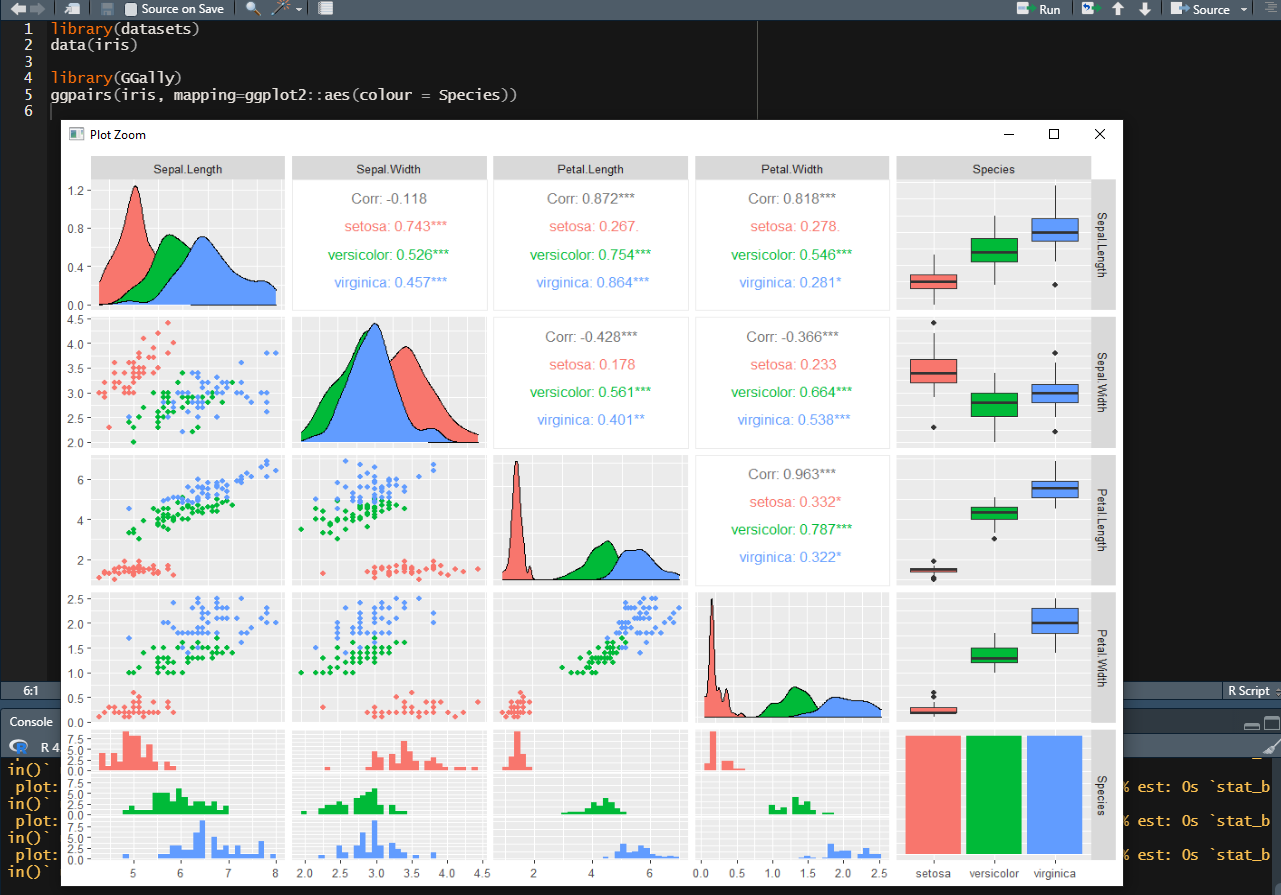 Source on Save Run Source
1 library(datasets)
2 data(iris)
3
4 library(GGally)
5 ggpairs(iris, mapping=ggplot2::aes(colour = Species))
6
Plot Zoom
Sepal.Length Sepal.Width Petal.Length Petal.Width Species
1.2
0.8
0.4
0.0
Corr: -0.118
setosa: 0.743***
versicolor: 0.526***
virginica: 0.457***
Corr: 0.872***
setosa: 0.267.
versicolor: 0.754***
virginica: 0.864***
Corr: 0.818***
setosa: 0.278.
versicolor: 0.546***
virginica: 0.281*
Sepal.Length
4.5
4.0
3.5
3.0
2.5
2.0
Corr: -0.428***
setosa: 0.178
versicolor: 0.561***
virginica: 0.401**
Corr: -0.366***
setosa: 0.233
versicolor: 0.664***
virginica: 0.538***
Sepal.Width
6
4
2
Corr: 0.963***
setosa: 0.332*
versicolor: 0.787***
virginica: 0.322*
Petal.Length
2.5
2.0
1.5
1.0
0.5
0.0
Petal.Width
7.5
5.0
2.5
0.0
7.5
5.0
2.5
0.0
7.5
5.0
2.5
0.0
Species
5 6 7 8 2.0 2.5 3.0 3.5 4.0 4.5 2 4 6 0.0 0.5 1.0 1.5 2.0 2.5 setosa versicolor virginica
6:1 R Script
Console
R 4
in()`
plot: % est: 0s `stat_b
in()`
plot: % est: 0s `stat_b
in()`
plot: % est: 0s `stat_b
in()`